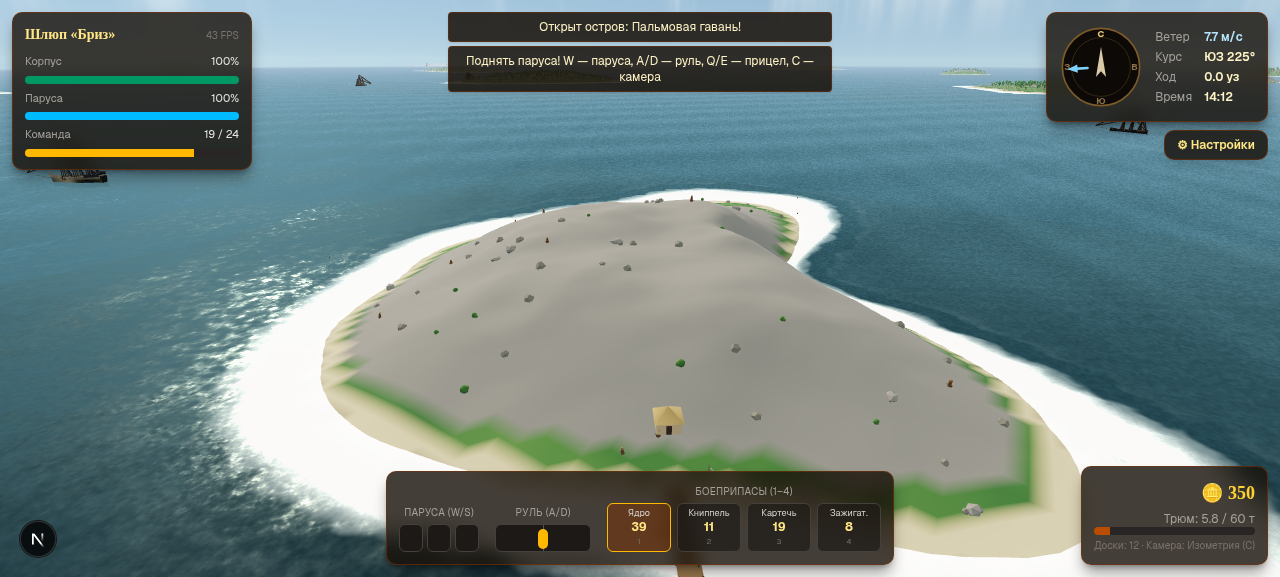 Шлюп «Бриз»
43 FPS
Корпус 100%
Паруса 100%
Команда 19 / 24
Открыт остров: Пальмовая гавань!
Поднять паруса! W — паруса, A/D — руль, Q/E — прицел, C —
камера
С
З
В
Ю
Ветер 7.7 м/с
Курс ЮЗ 225°
Ход 0.0 уз
Время 14:12
⚙ Настройки
ПАРУСА (W/S)
РУЛЬ (A/D)
БОЕПРИПАСЫ (1–4)
Ядро
39
1
Книппель
11
2
Картечь
19
3
Зажигат.
8
4
350
Трюм: 5.8 / 60 т
Доски: 12 · Камера: Изометрия (C)
N